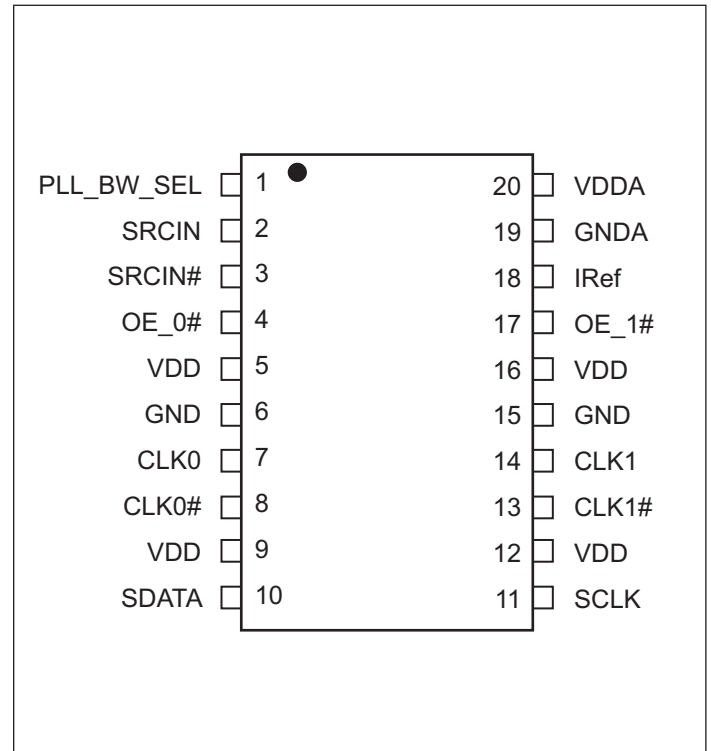 PLL_BW_SEL 1 20 VDDA
SRCIN 2 19 GNDA
SRCIN# 3 18 IRef
OE_0# 4 17 OE_1#
VDD 5 16 VDD
GND 6 15 GND
CLK0 7 14 CLK1
CLK0# 8 13 CLK1#
VDD 9 12 VDD
SDATA 10 11 SCLK